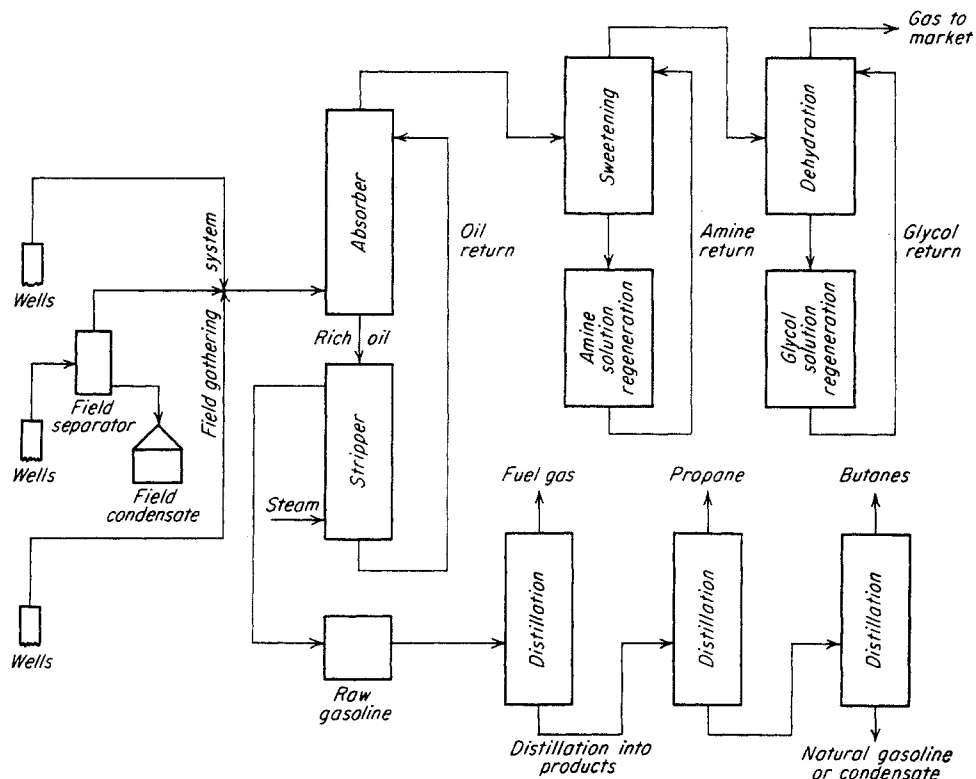 Gas to
market
Sweetening
Dehydration
Absorber
Oil
return
Amine
return
Glycol
return
Wells
system
Field gathering
Rich oil
Amine
solution
regeneration
Glycol
solution
regeneration
Field
separator
Wells
Field
condensate
Stripper
Steam
Fuel gas
Propane
Butanes
Wells
Raw
gasoline
Distillation
Distillation
Distillation
Distillation into
products
Natural gasoline
or condensate